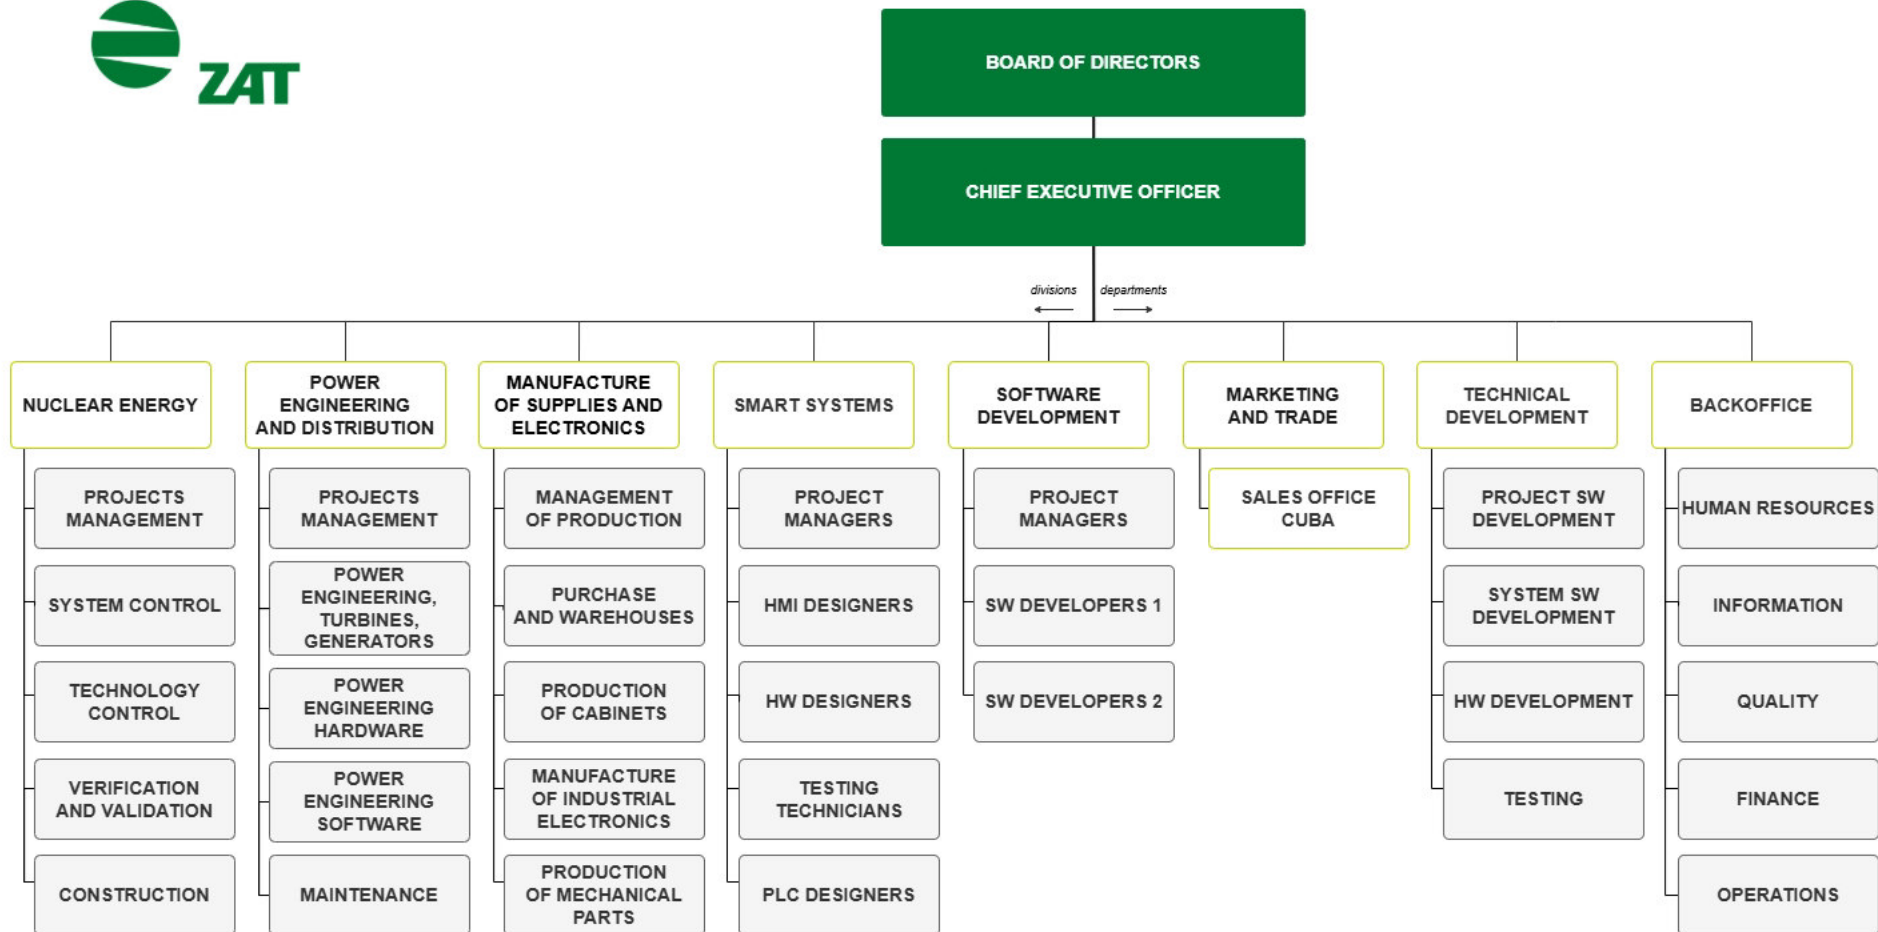 ZAT
BOARD OF DIRECTORS
CHIEF EXECUTIVE OFFICER
divisions
departments
NUCLEAR ENERGY
POWER
ENGINEERING
AND DISTRIBUTION
MANUFACTURE
OF SUPPLIES AND
ELECTRONICS
SMART SYSTEMS
SOFTWARE
DEVELOPMENT
MARKETING
AND TRADE
TECHNICAL
DEVELOPMENT
BACKOFFICE
PROJECTS
MANAGEMENT
SYSTEM CONTROL
TECHNOLOGY
CONTROL
VERIFICATION
AND VALIDATION
CONSTRUCTION
PROJECTS
MANAGEMENT
POWER
ENGINEERING,
TURBINES,
GENERATORS
POWER
ENGINEERING
HARDWARE
POWER
ENGINEERING
SOFTWARE
MAINTENANCE
MANAGEMENT
OF PRODUCTION
PURCHASE
AND WAREHOUSES
PRODUCTION
OF CABINETS
MANUFACTURE
OF INDUSTRIAL
ELECTRONICS
PRODUCTION
OF MECHANICAL
PARTS
PROJECT
MANAGERS
HMI DESIGNERS
HW DESIGNERS
TESTING
TECHNICIANS
PLC DESIGNERS
PROJECT
MANAGERS
SW DEVELOPERS 1
SW DEVELOPERS 2
SALES OFFICE
CUBA
PROJECT SW
DEVELOPMENT
SYSTEM SW
DEVELOPMENT
HW DEVELOPMENT
TESTING
HUMAN RESOURCES
INFORMATION
QUALITY
FINANCE
OPERATIONS